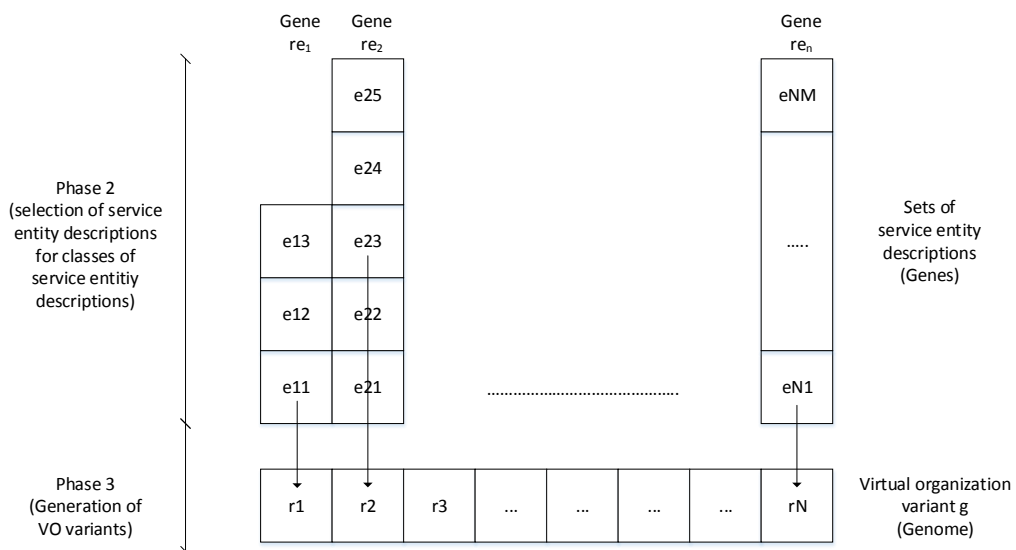 Gene
re₁
Gene
re₂
Gene
reₙ
e25
eNM
e24
Phase 2
(selection of service
entity descriptions
for classes of
service entitiy
descriptions)
e13
e23
.....
Sets of
service entity
descriptions
(Genes)
e12
e22
e11
e21
............................................
eN1
Phase 3
(Generation of
VO variants)
r1
r2
r3
...
...
...
...
rN
Virtual organization
variant g
(Genome)